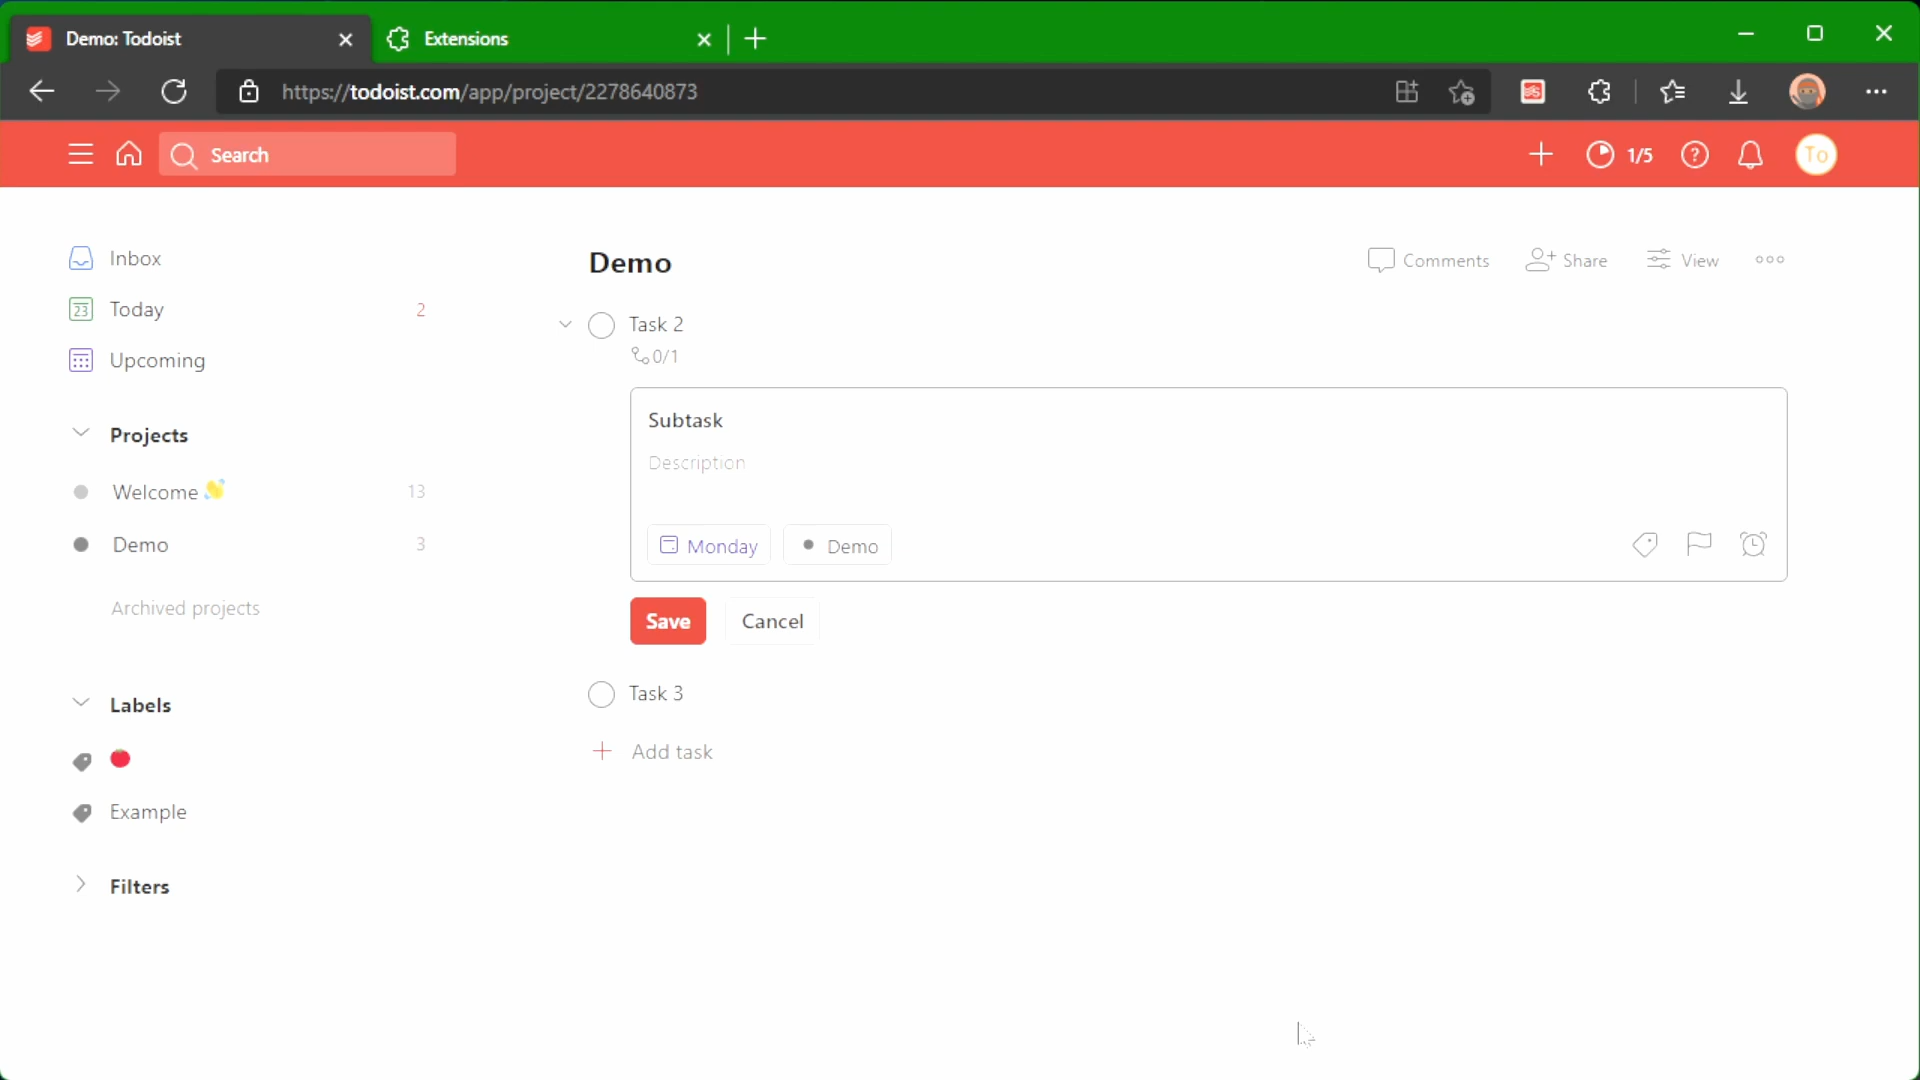 Demo: Todoist
Extensions
https://todoist.com/app/project/2278640873
Search
1/5
To
Inbox
23
Today
2
Upcoming
Projects
Welcome
13
Demo
3
Archived projects
Labels
Example
Filters
Demo
Comments
Share
View
Task 2
0/1
Subtask
Description
Monday
Demo
Save
Cancel
Task 3
Add task